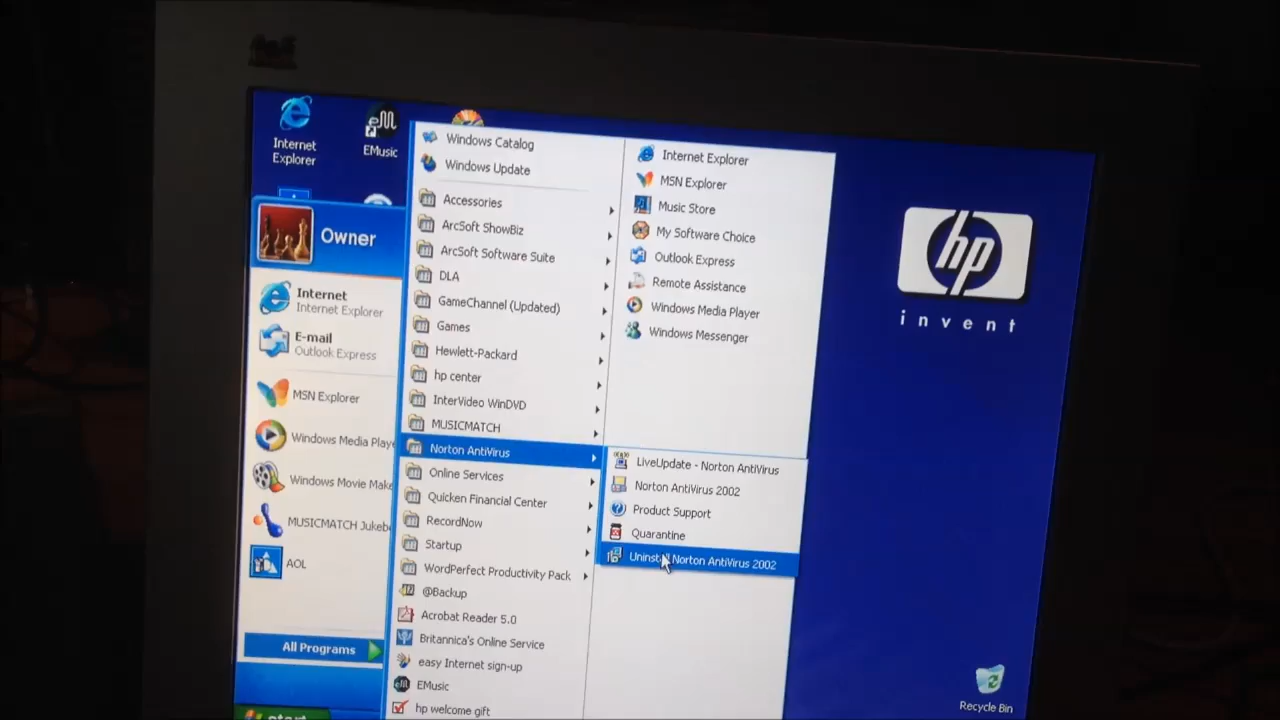 Internet
Explorer
EMusic
Owner
Internet
Internet Explorer
E-mail
Outlook Express
MSN Explorer
Windows Media Playe
Windows Movie Make
MUSICMATCH Jukeb
AOL
All Programs
start
Windows Catalog
Windows Update
Accessories
ArcSoft ShowBiz
ArcSoft Software Suite
DLA
GameChannel (Updated)
Games
Hewlett-Packard
hp center
InterVideo WinDVD
MUSICMATCH
Norton AntiVirus
Online Services
Quicken Financial Center
RecordNow
Startup
WordPerfect Productivity Pack
@Backup
Acrobat Reader 5.0
Britannica's Online Service
easy Internet sign-up
EMusic
hp welcome gift
Internet Explorer
MSN Explorer
Music Store
My Software Choice
Outlook Express
Remote Assistance
Windows Media Player
Windows Messenger
LiveUpdate - Norton AntiVirus
Norton AntiVirus 2002
Product Support
Quarantine
Uninstall Norton AntiVirus 2002
hp
invent
Recycle Bin